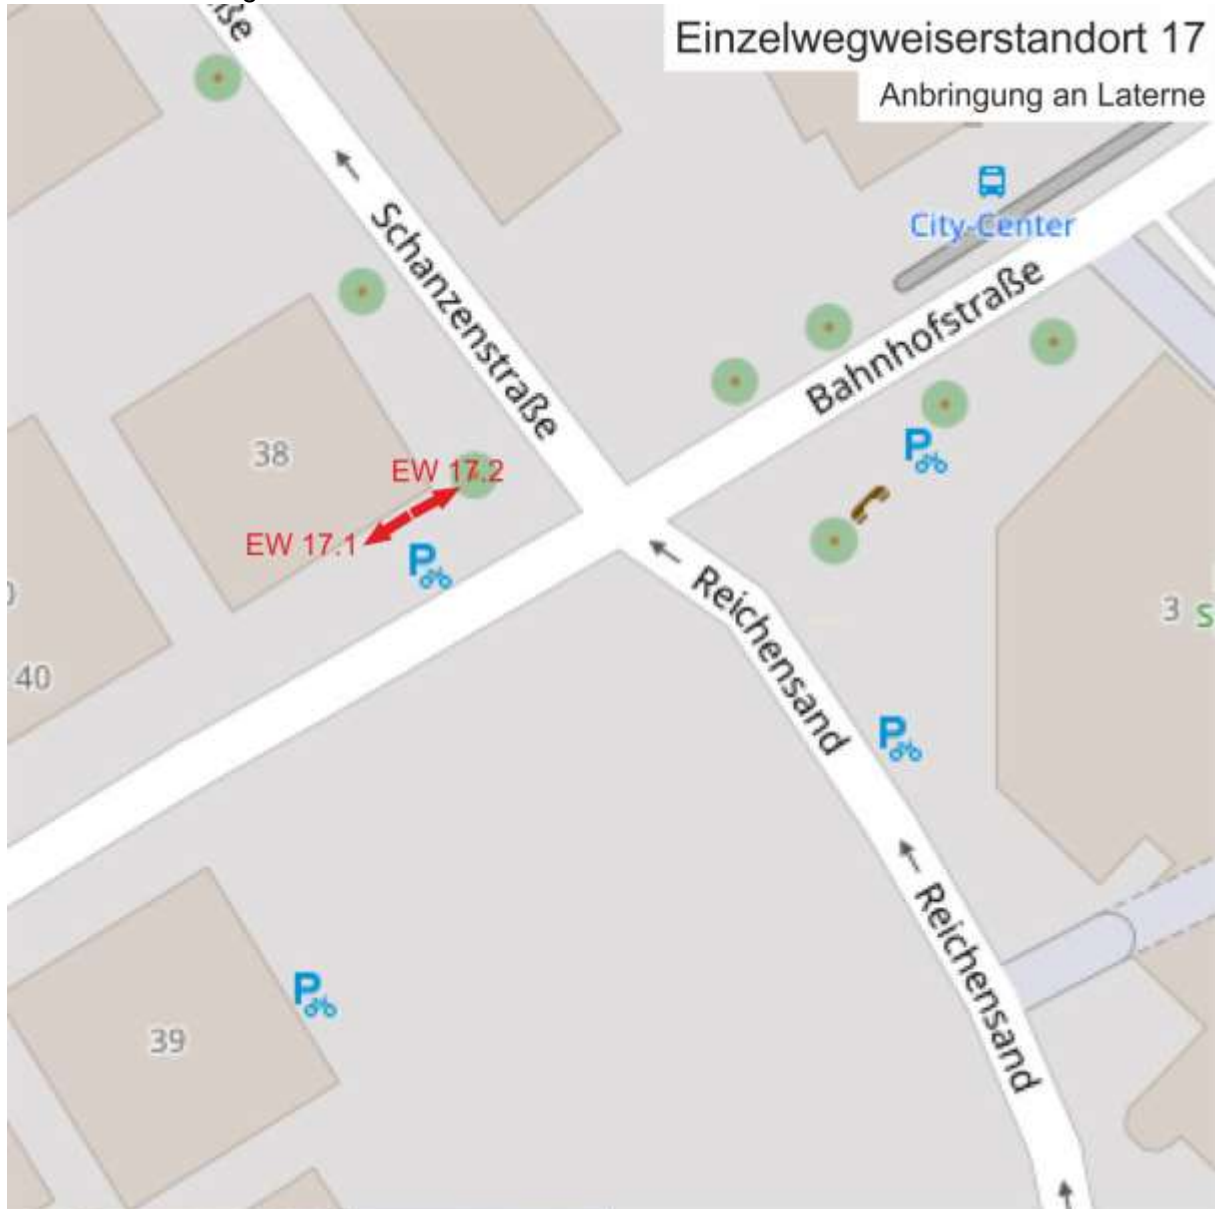 Einzelwegweiserstandort 17
Anbringung an Laterne
Schanzenstraße
City-Center
Bahnhofstraße
38
EW 17.2
EW 17.1
P
P
Reichensand
3
40
P
Reichensand
P
39